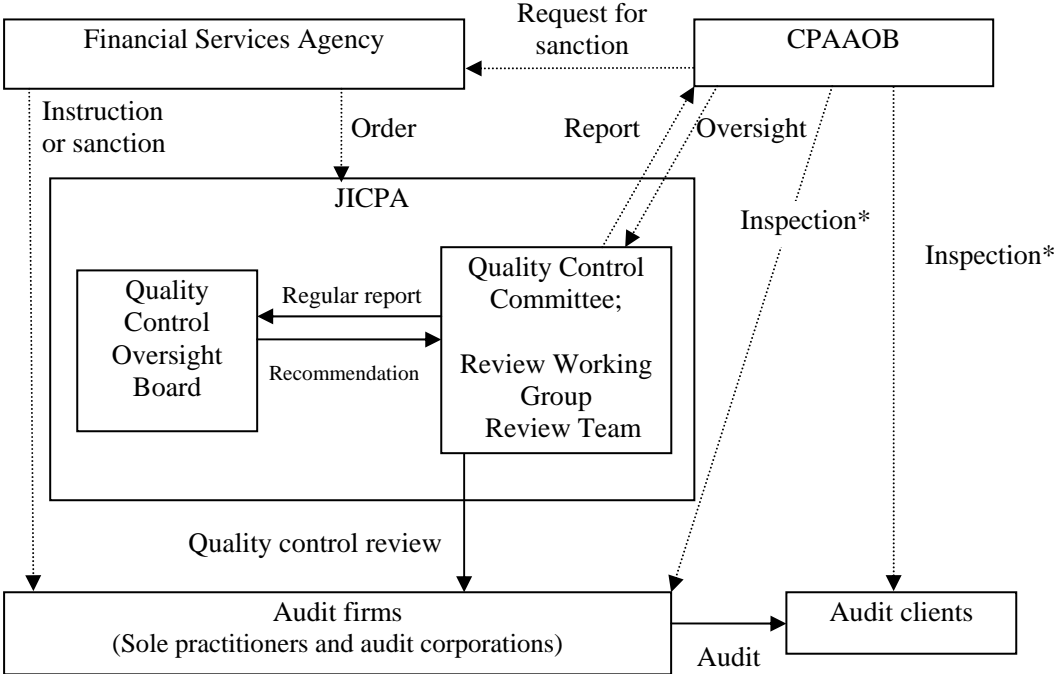 Financial Services Agency
Request for
sanction
CPAAOB
Instruction
or sanction
Order
Report
Oversight
JICPA
Inspection*
Inspection*
Quality
Control
Oversight
Board
Regular report
Recommendation
Quality Control
Committee;
Review Working
Group
Review Team
Quality control review
Audit firms
(Sole practitioners and audit corporations)
Audit
Audit clients